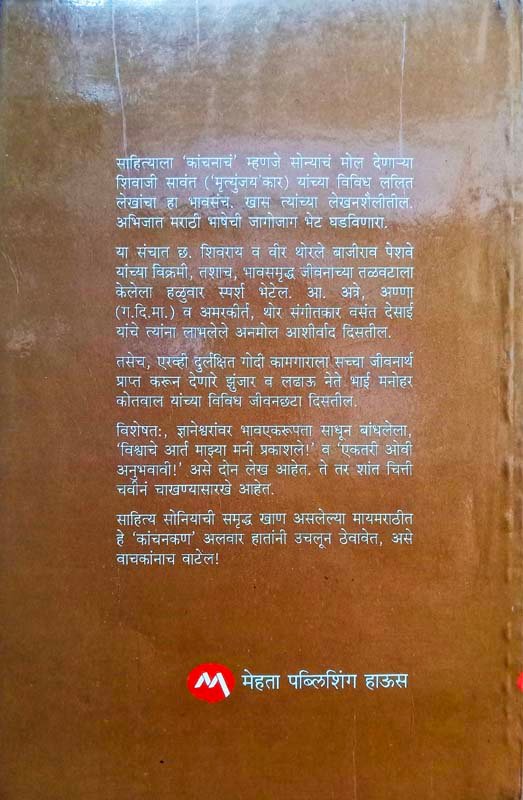 साहित्याला 'कांचनाचं' म्हणजे सोन्याचं मोल देणाऱ्या
शिवाजी सावंत ('मृत्युंजय'कार) यांच्या विविध ललित
लेखांचा हा भावसंच. खास त्यांच्या लेखनशैलीतील.
अभिजात मराठी भाषेची जागोजाग भेट घडविणारा.
या संचात छ. शिवराय व वीर थोरले बाजीराव पेशवे
यांच्या विक्रमी, तशाच, भावसमृद्ध जीवनाच्या तळवटाला
केलेला हळुवार स्पर्श भेटेल. आ. अत्रे, अण्णा
(ग.दि.मा.) व अमरकीर्त, थोर संगीतकार वसंत देसाई
यांचे त्यांना लाभलेले अनमोल आशीर्वाद दिसतील.
तसेच, एरव्ही दुर्लक्षित गोदी कामगाराला सच्चा जीवनार्थ
प्राप्त करून देणारे झुंजार व लढाऊ नेते भाई मनोहर
कोतवाल यांच्या विविध जीवनछटा दिसतील.
विशेषतः, ज्ञानेश्वरांवर भावएकरूपता साधून बांधलेला,
'विश्वाचे आर्त माझ्या मनी प्रकाशले!' व 'एकतरी ओवी
अनुभवावी!' असे दोन लेख आहेत. ते तर शांत चित्ती
चवीनं चाखण्यासारखे आहेत.
साहित्य सोनियाची समृद्ध खाण असलेल्या मायमराठीत
हे 'कांचनकण' अलवार हातांनी उचलून ठेवावेत, असे
वाचकांनाच वाटेल!
मेहता पब्लिशिंग हाऊस